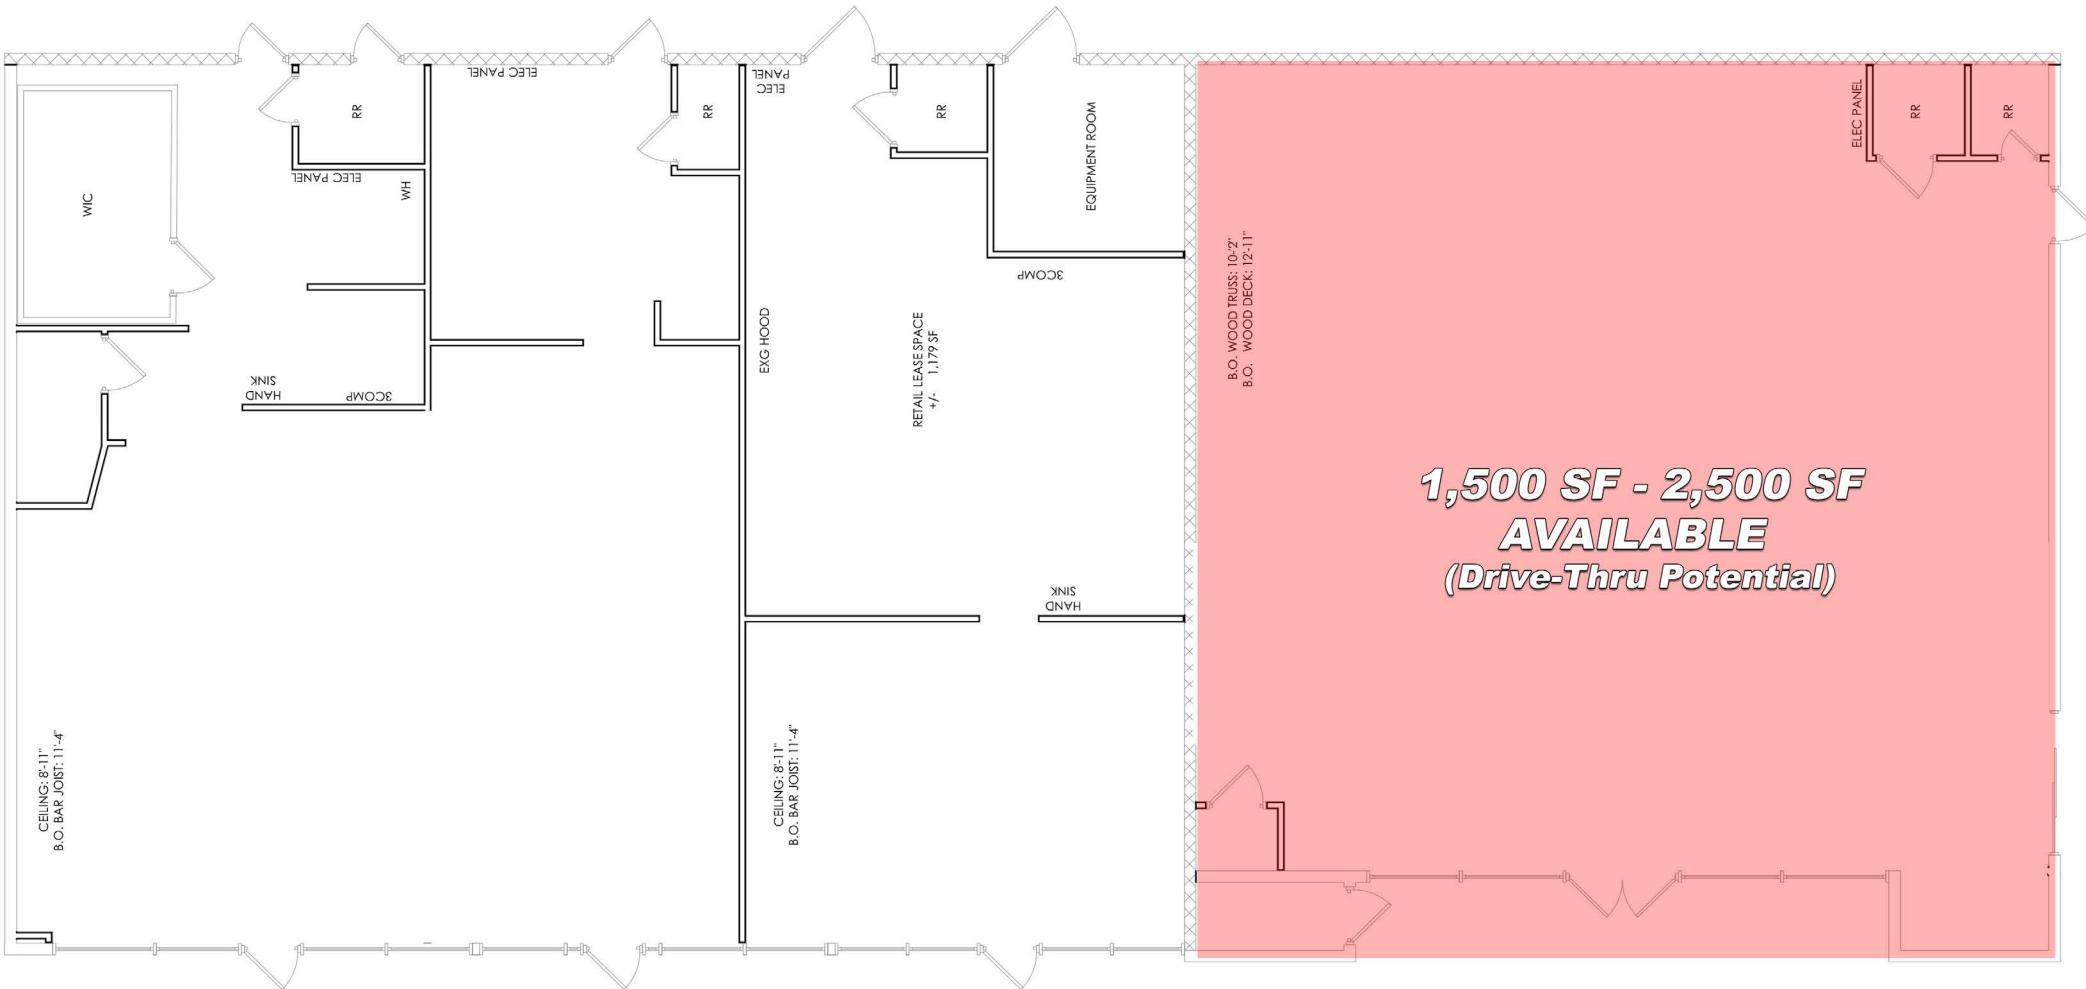 ELEC PANEL
ELEC
PANEL
RR
RR
RR
EQUIPMENT ROOM
ELEC PANEL
RR
RR
WIC
ELEC PANEL
WH
3COMP
B.O. WOOD TRUSS: 10-'2"
B.O. WOOD DECK: 12'-11"
EXG HOOD
RETAIL LEASE SPACE
+/- 1,179 SF
HAND
SINK
3COMP
1,500 SF - 2,500 SF
AVAILABLE
(Drive-Thru Potential)
HAND
SINK
CEILING: 8'-11"
B.O. BAR JOIST: 11'-4"
CEILING: 8'-11"
B.O. BAR JOIST: 11'-4"